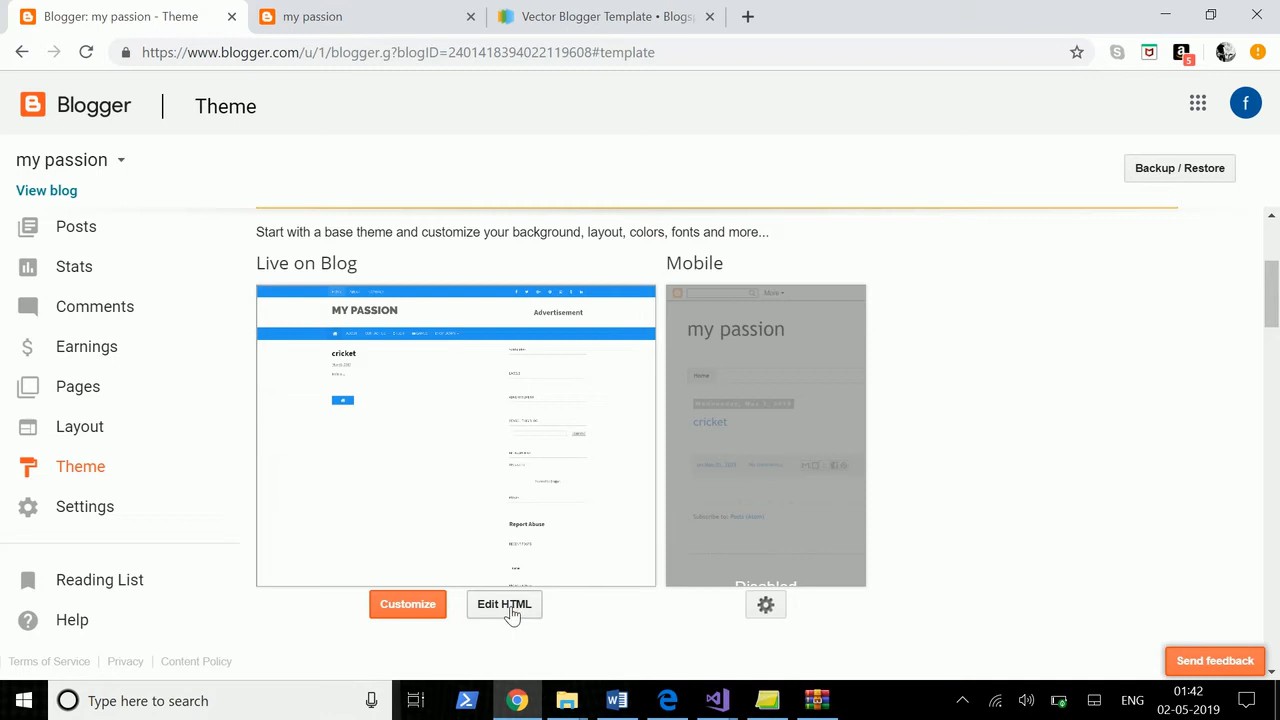 Blogger: my passion - Theme
my passion
Vector Blogger Template • Blogs
https://www.blogger.com/u/1/blogger.g?blogID=2401418394022119608#template
5
Blogger
Theme
f
my passion
Backup / Restore
View blog
Posts
Stats
Comments
Earnings
Pages
Layout
Theme
Settings
Reading List
Help
Terms of Service
Privacy
Content Policy
Start with a base theme and customize your background, layout, colors, fonts and more...
Live on Blog
Mobile
MY PASSION
Advertisement
cricket
Report Abuse
More
my passion
Home
cricket
Disabled
Customize
Edit HTML
Send feedback
Type here to search
ENG
01:42
02-05-2019